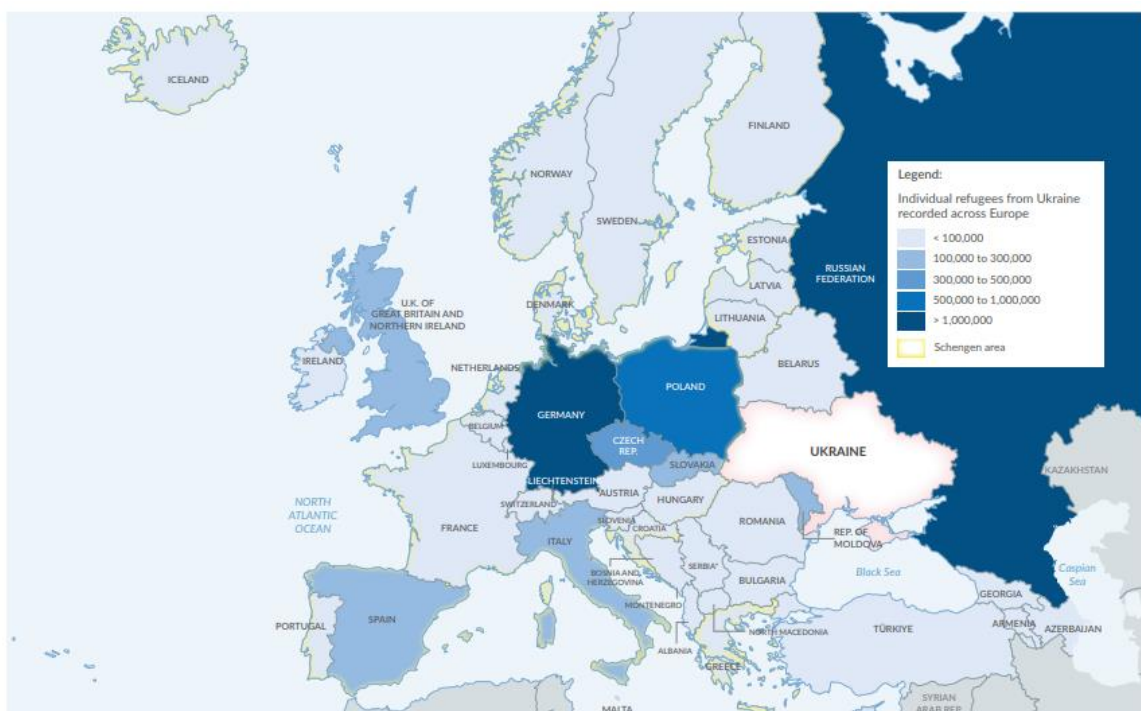 ICELAND
FINLAND
NORWAY
SWEDEN
Legend:
Individual refugees from Ukraine
recorded across Europe
< 100,000
100,000 to 300,000
300,000 to 500,000
500,000 to 1,000,000
> 1,000,000
Schengen area
ESTONIA
RUSSIAN
FEDERATION
LATVIA
DENMARK
LITHUANIA
U.K. OF
GREAT BRITAIN AND
NORTHERN IRELAND
IRELAND
NETHERLANDS
BELARUS
POLAND
GERMANY
BELGIUM
CZECH
REP.
UKRAINE
LUXEMBOURG
SLOVAKIA
KAZAKHSTAN
LIECHTENSTEIN
AUSTRIA
HUNGARY
NORTH
ATLANTIC
OCEAN
SWITZERLAND
FRANCE
SLOVENIA
CROATIA
ROMANIA
REP. OF
MOLDOVA
ITALY
BOSNIA AND
HERZEGOVINA
SERBIA*
Black Sea
Caspian
Sea
BULGARIA
MONTENEGRO
GEORGIA
PORTUGAL
SPAIN
ALBANIA
NORTH MACEDONIA
TÜRKIYE
ARMENIA
AZERBAIJAN
GREECE
SYRIAN
ARAB REP.
MALTA